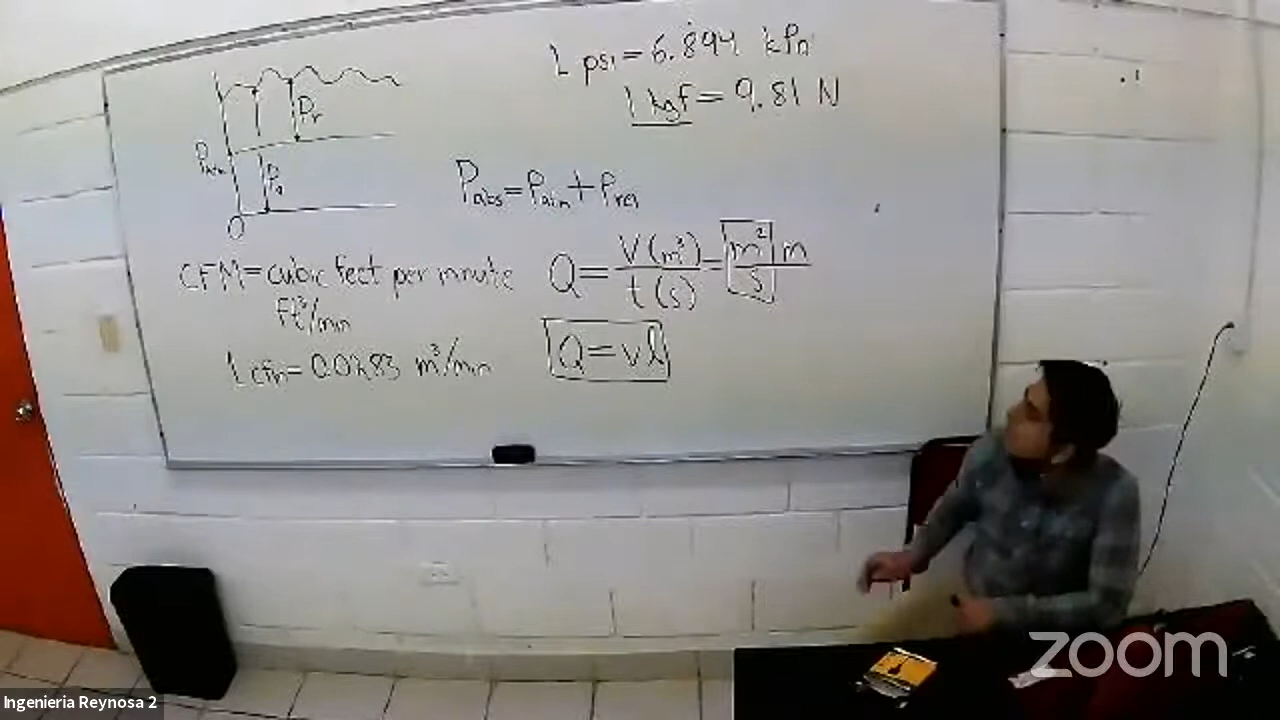 1 psi = 6.894 kPa
1 kgf = 9.81 N
Pr
Patm
Pa
O
Pabs = Patm + Prel
CFM = cubic feet per minute
ft³/min
1 cfm = 0.0283 m³/min
Q = V (m³) / t (s) = m² m / s
Q = vA
zoom
Ingenieria Reynosa 2